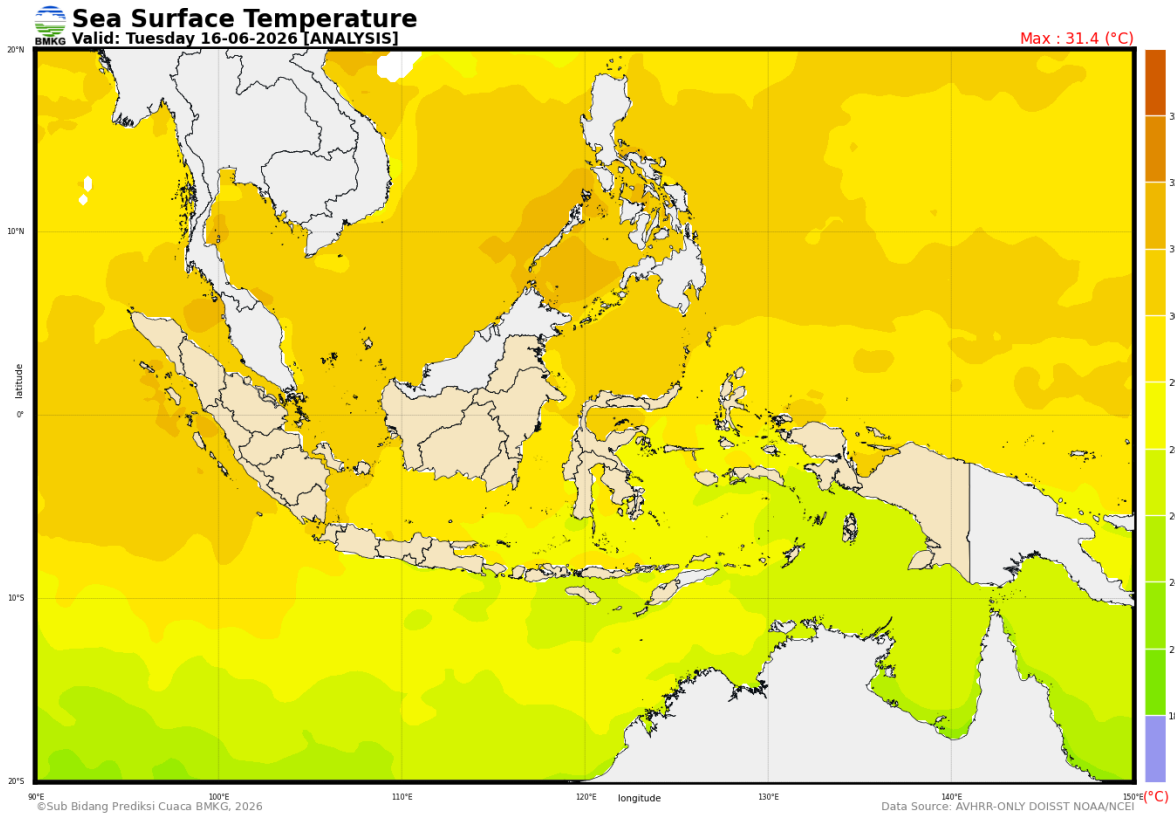 Sea Surface Temperature
BMKG
Valid: Tuesday 16-06-2026 [ANALYSIS]
Max : 31.4 (°C)
20°N
10°N
latitude
0°
10°S
20°S
90°E
100°E
110°E
120°E
longitude
130°E
140°E
150°E
(°C)
©Sub Bidang Prediksi Cuaca BMKG, 2026
Data Source: AVHRR-ONLY DOISST NOAA/NCEI